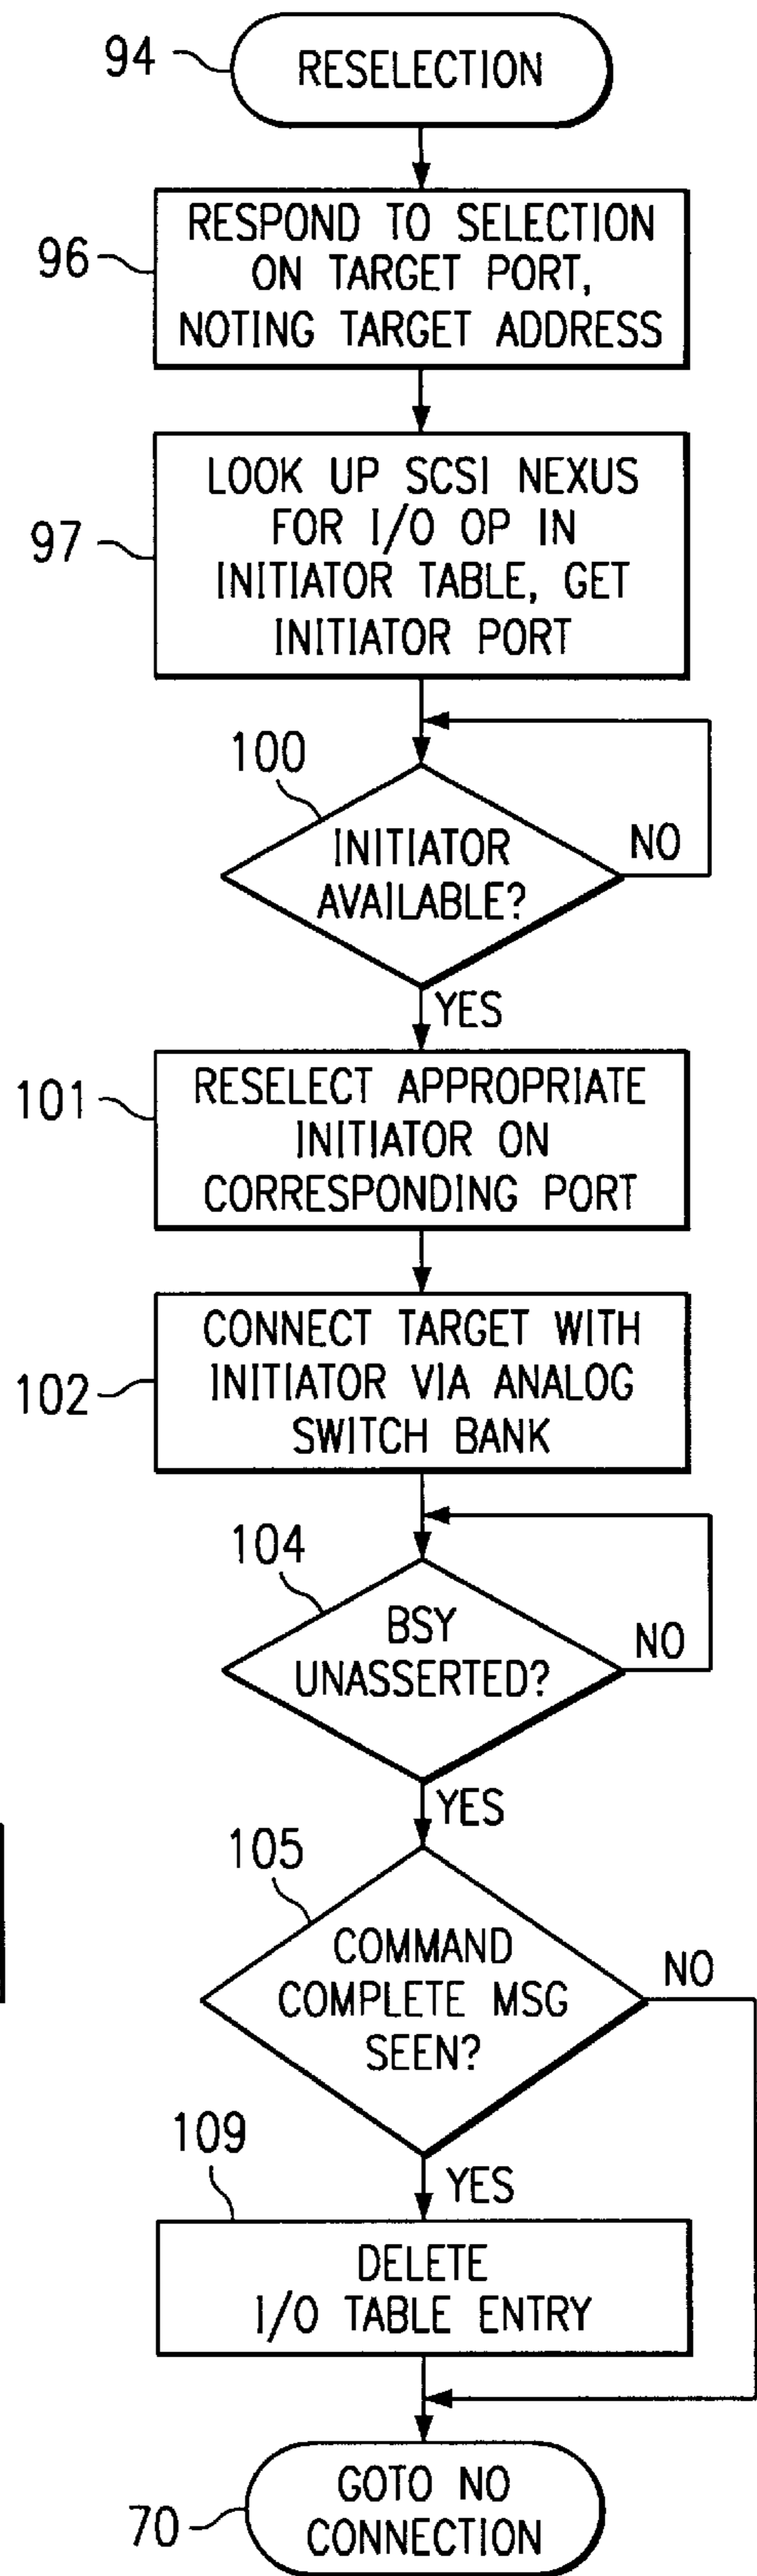 94
RESELECTION
96
RESPOND TO SELECTION
ON TARGET PORT,
NOTING TARGET ADDRESS
97
LOOK UP SCSI NEXUS
FOR I/O OP IN
INITIATOR TABLE, GET
INITIATOR PORT
100
INITIATOR
AVAILABLE?
NO
YES
101
RESELECT APPROPRIATE
INITIATOR ON
CORRESPONDING PORT
102
CONNECT TARGET WITH
INITIATOR VIA ANALOG
SWITCH BANK
104
BSY
UNASSERTED?
NO
YES
105
COMMAND
COMPLETE MSG
SEEN?
NO
YES
109
DELETE
I/O TABLE ENTRY
70
GOTO NO
CONNECTION